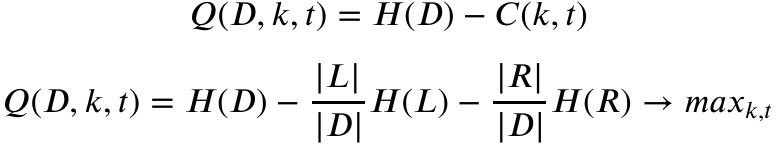 Q(D, k, t) = H(D) − C(k, t)
Q(D, k, t) = H(D) − |L|/|D| H(L) − |R|/|D| H(R) → max_{k,t}